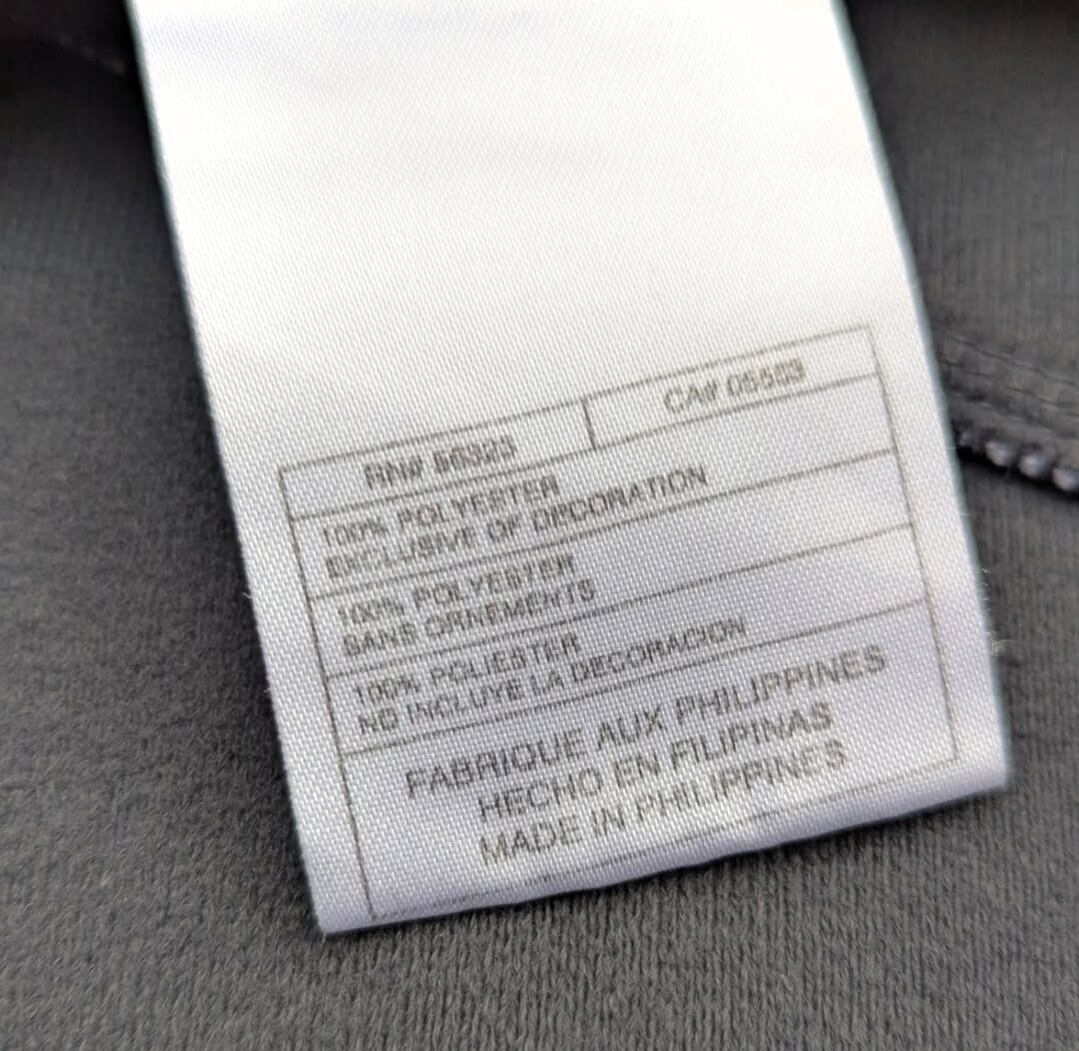 RN# 56323 CA# 05553
100% POLYESTER
EXCLUSIVE OF DECORATION
100% POLYESTER
SANS ORNEMENTS
100% POLIESTER
NO INCLUYE LA DECORACION
FABRIQUE AUX PHILIPPINES
HECHO EN FILIPINAS
MADE IN PHILIPPINES